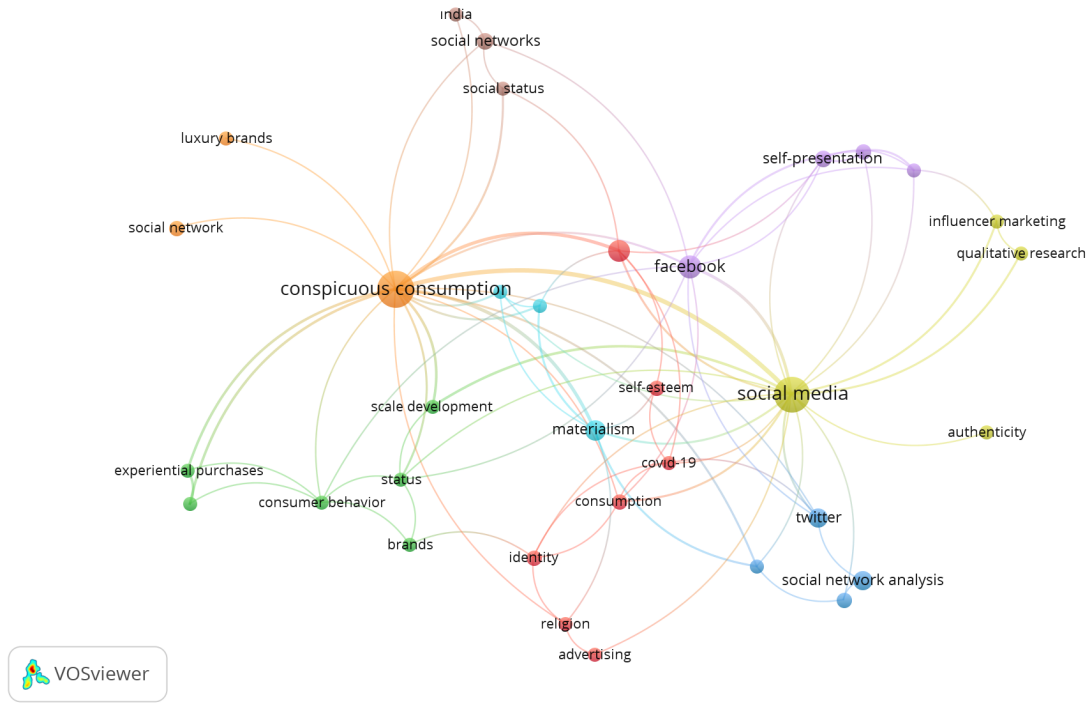 india
social networks
social status
luxury brands
self-presentation
influencer marketing
social network
qualitative research
facebook
conspicuous consumption
self-esteem
social media
scale development
materialism
authenticity
covid-19
experiential purchases
status
consumer behavior
consumption
twitter
brands
identity
social network analysis
religion
advertising
VOSviewer